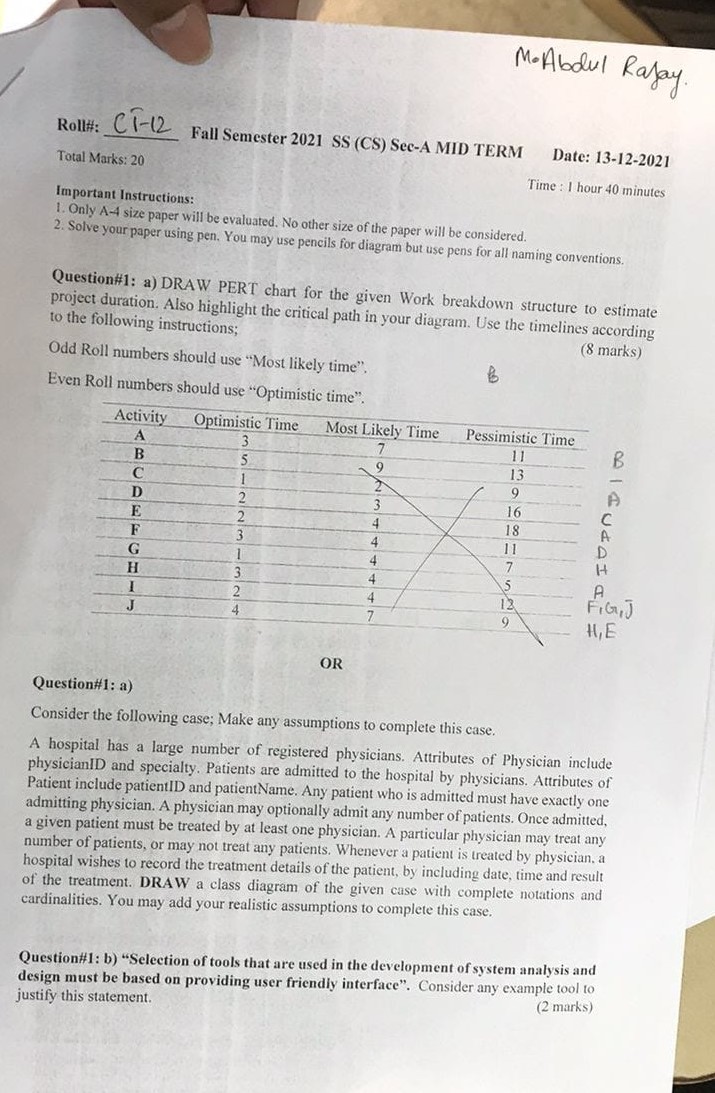 M.Abdul Rafay.
Roll#: CT-12 Fall Semester 2021 SS (CS) Sec-A MID TERM Date: 13-12-2021
Total Marks: 20 Time : 1 hour 40 minutes
Important Instructions:
1. Only A-4 size paper will be evaluated. No other size of the paper will be considered.
2. Solve your paper using pen. You may use pencils for diagram but use pens for all naming conventions.
Question#1: a) DRAW PERT chart for the given Work breakdown structure to estimate
project duration. Also highlight the critical path in your diagram. Use the timelines according
to the following instructions; (8 marks)
Odd Roll numbers should use “Most likely time”.
B
Even Roll numbers should use “Optimistic time”.
Activity Optimistic Time Most Likely Time Pessimistic Time
A 3 7 11 B
B 5 9 13 -
C 1 2 9 A
D 2 3 16 C
E 2 4 18 A
F 3 4 11 D
G 1 4 7 H
H 3 4 5 A
I 2 4 12 F,G,J
J 4 7 9 H,E
OR
Question#1: a)
Consider the following case; Make any assumptions to complete this case.
A hospital has a large number of registered physicians. Attributes of Physician include
physicianID and specialty. Patients are admitted to the hospital by physicians. Attributes of
Patient include patientID and patientName. Any patient who is admitted must have exactly one
admitting physician. A physician may optionally admit any number of patients. Once admitted,
a given patient must be treated by at least one physician. A particular physician may treat any
number of patients, or may not treat any patients. Whenever a patient is treated by physician, a
hospital wishes to record the treatment details of the patient, by including date, time and result
of the treatment. DRAW a class diagram of the given case with complete notations and
cardinalities. You may add your realistic assumptions to complete this case.
Question#1: b) “Selection of tools that are used in the development of system analysis and
design must be based on providing user friendly interface”. Consider any example tool to
justify this statement. (2 marks)